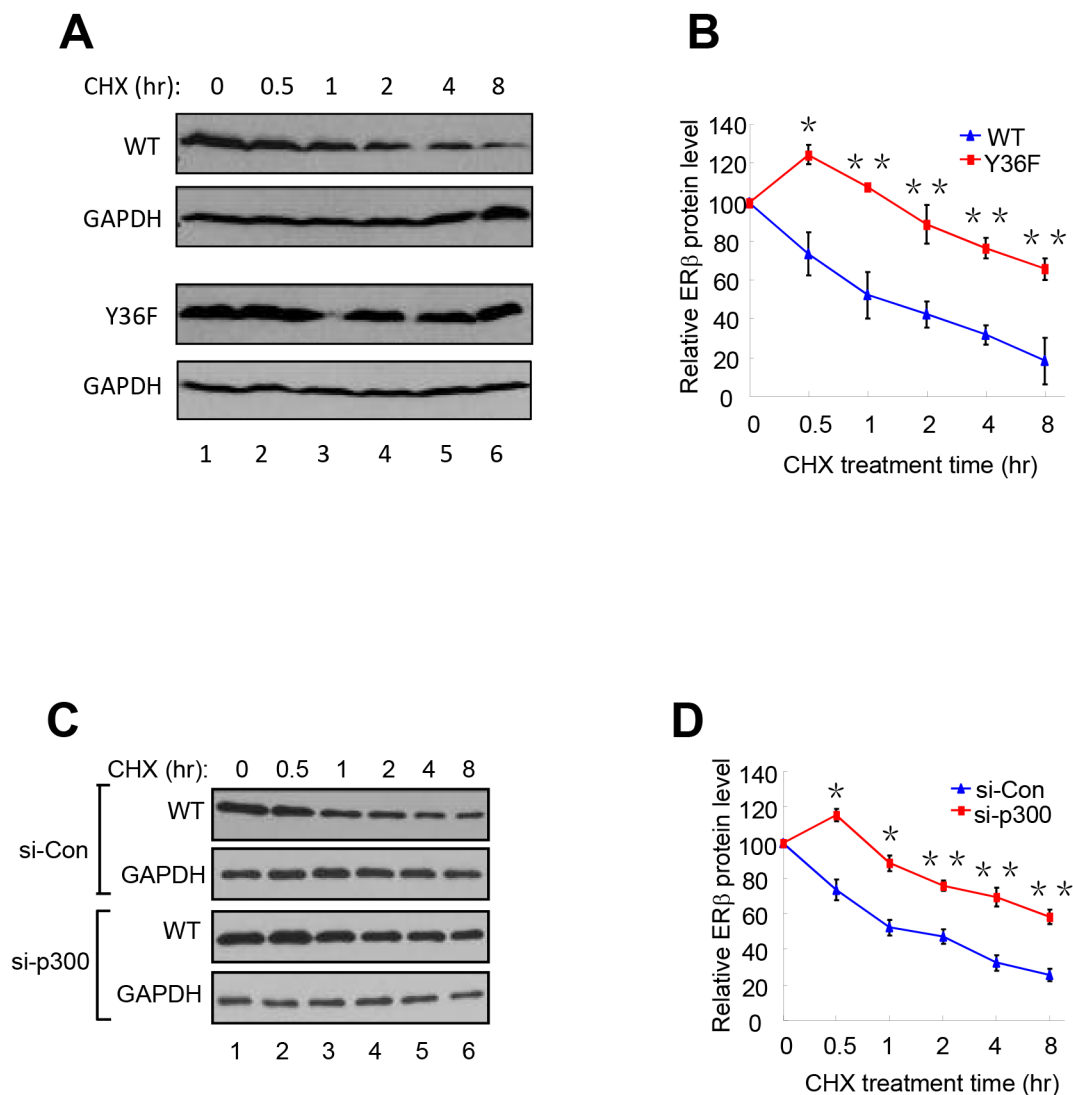 A
CHX (hr): 0 0.5 1 2 4 8
WT
GAPDH
Y36F
GAPDH
1 2 3 4 5 6
B
Relative ERβ protein level
140
120
100
80
60
40
20
0
WT
Y36F
*
* *
* *
* *
* *
0 0.5 1 2 4 8
CHX treatment time (hr)
C
CHX (hr): 0 0.5 1 2 4 8
si-Con
WT
GAPDH
si-p300
WT
GAPDH
1 2 3 4 5 6
D
Relative ERβ protein level
140
120
100
80
60
40
20
0
si-Con
si-p300
*
*
* *
* *
* *
0 0.5 1 2 4 8
CHX treatment time (hr)